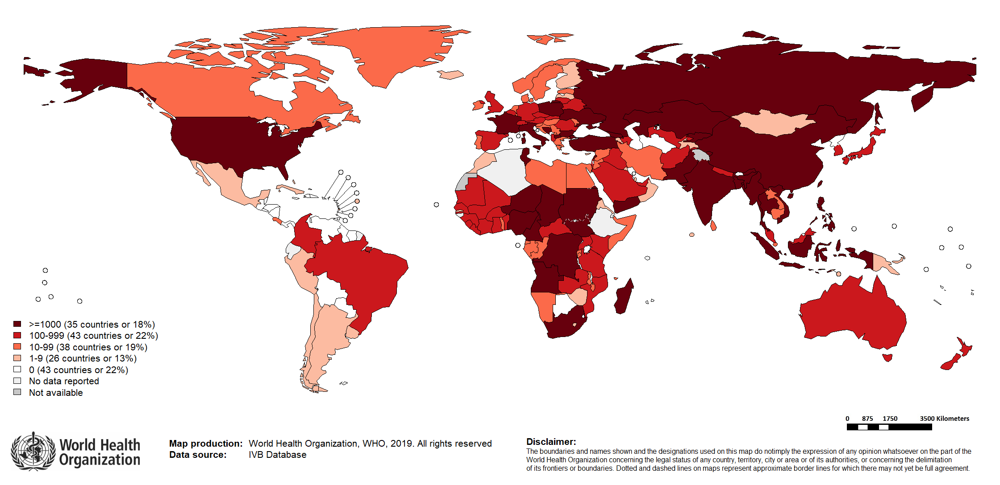 >=1000 (35 countries or 18%)
100-999 (43 countries or 22%)
10-99 (38 countries or 19%)
1-9 (26 countries or 13%)
0 (43 countries or 22%)
No data reported
Not available
0 875 1750 3500 Kilometers
World Health
Organization
Map production: World Health Organization, WHO, 2019. All rights reserved
Data source: IVB Database
Disclaimer:
The boundaries and names shown and the designations used on this map do notimply the expression of any opinion whatsoever on the part of the
World Health Organization concerning the legal status of any country, territory, city or area or of its authorities, or concerning the delimitation
of its frontiers or boundaries. Dotted and dashed lines on maps represent approximate border lines for which there may not yet be full agreement.